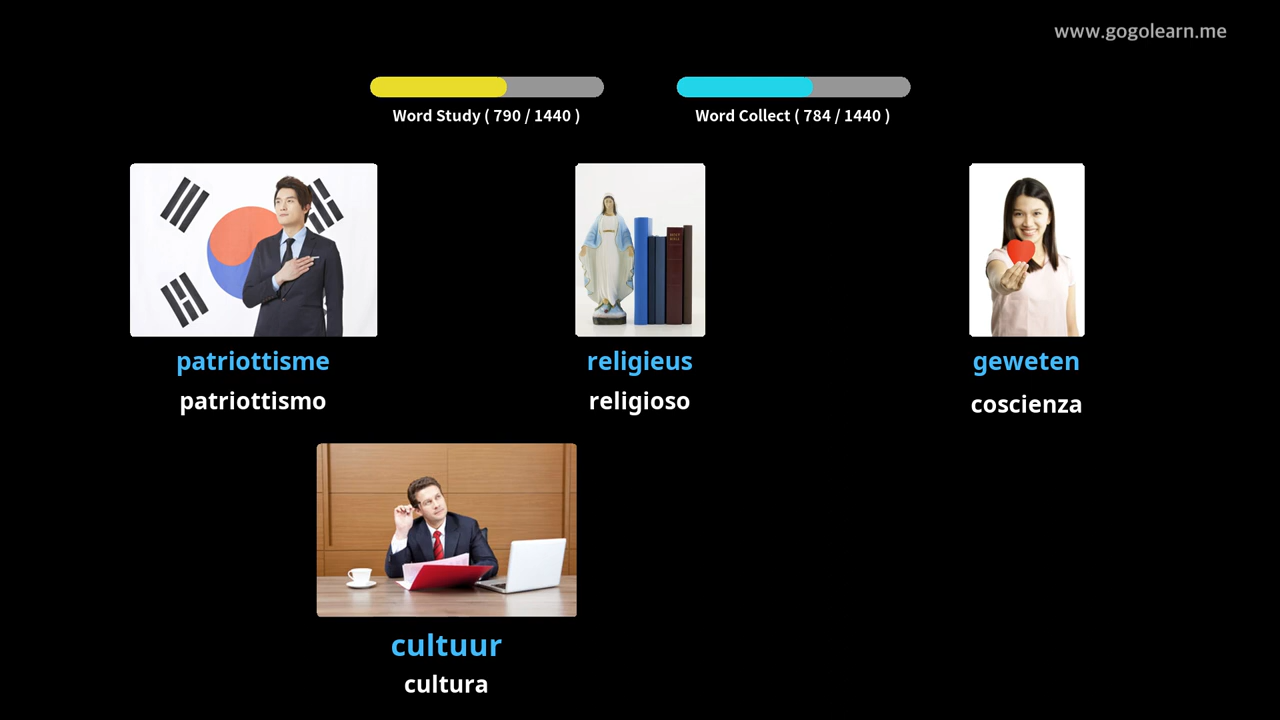 www.gogolearn.me
Word Study ( 790 / 1440 )
Word Collect ( 784 / 1440 )
patriottisme
religieus
geweten
patriottismo
religioso
coscienza
cultuur
cultura